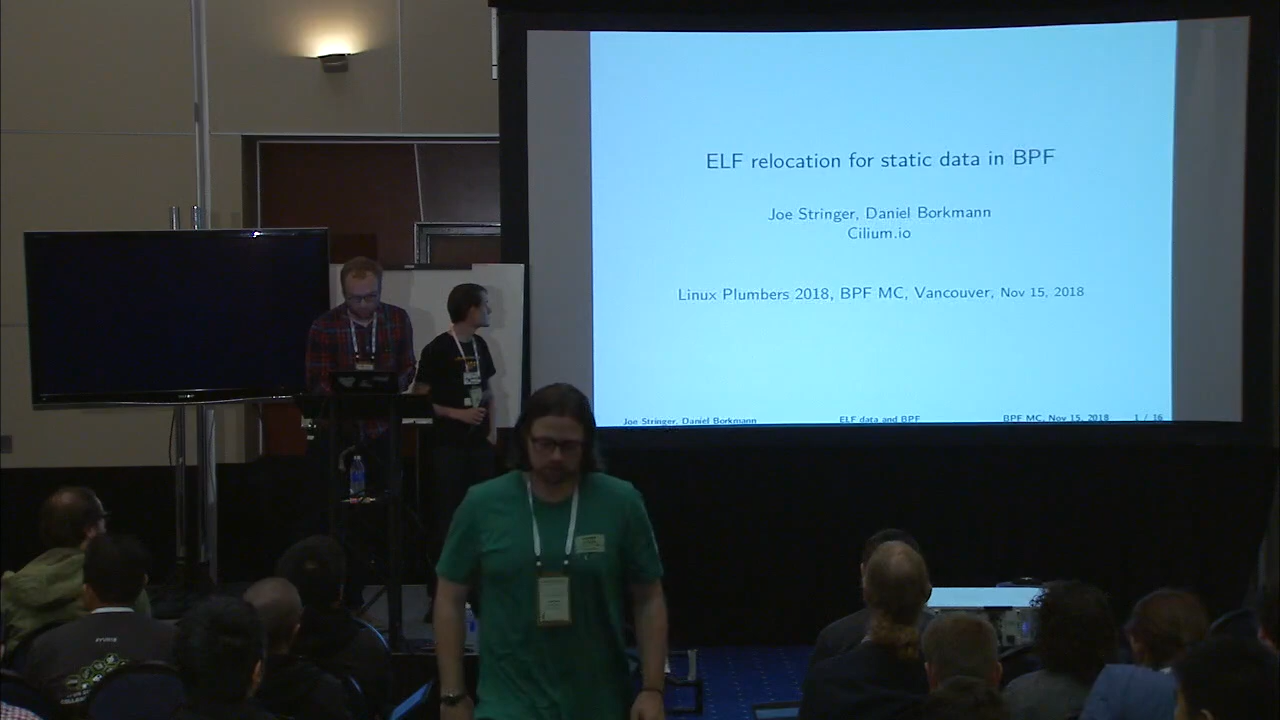 ELF relocation for static data in BPF
Joe Stringer, Daniel Borkmann
Cilium.io
Linux Plumbers 2018, BPF MC, Vancouver, Nov 15, 2018
Joe Stringer, Daniel Borkmann
ELF data and BPF
BPF MC, Nov 15, 2018
1 / 16